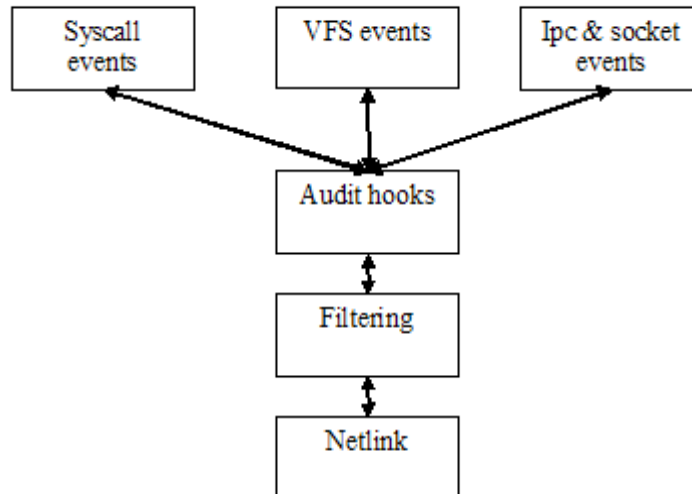 Syscall
events
VFS events
Ipc & socket
events
Audit hooks
Filtering
Netlink